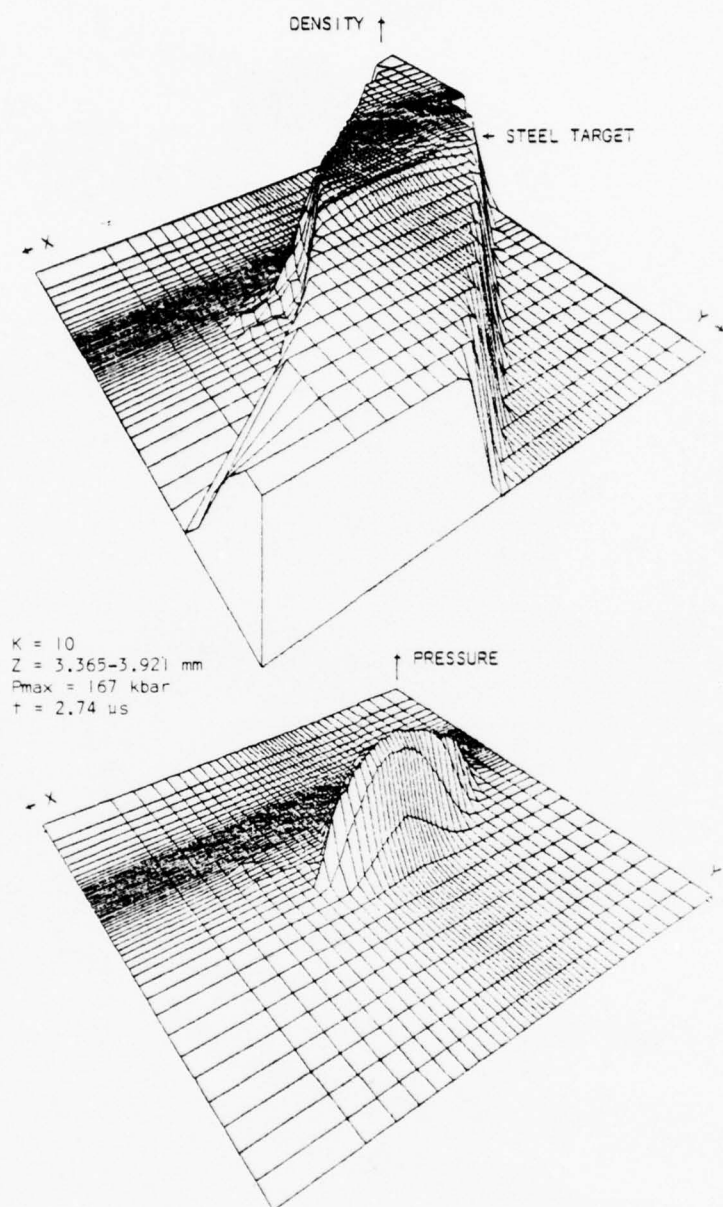 DENSITY ↑
← STEEL TARGET
← X
Y
K = 10
Z = 3.365-3.921 mm
Pmax = 167 kbar
t = 2.74 us
↑ PRESSURE
← X
Y